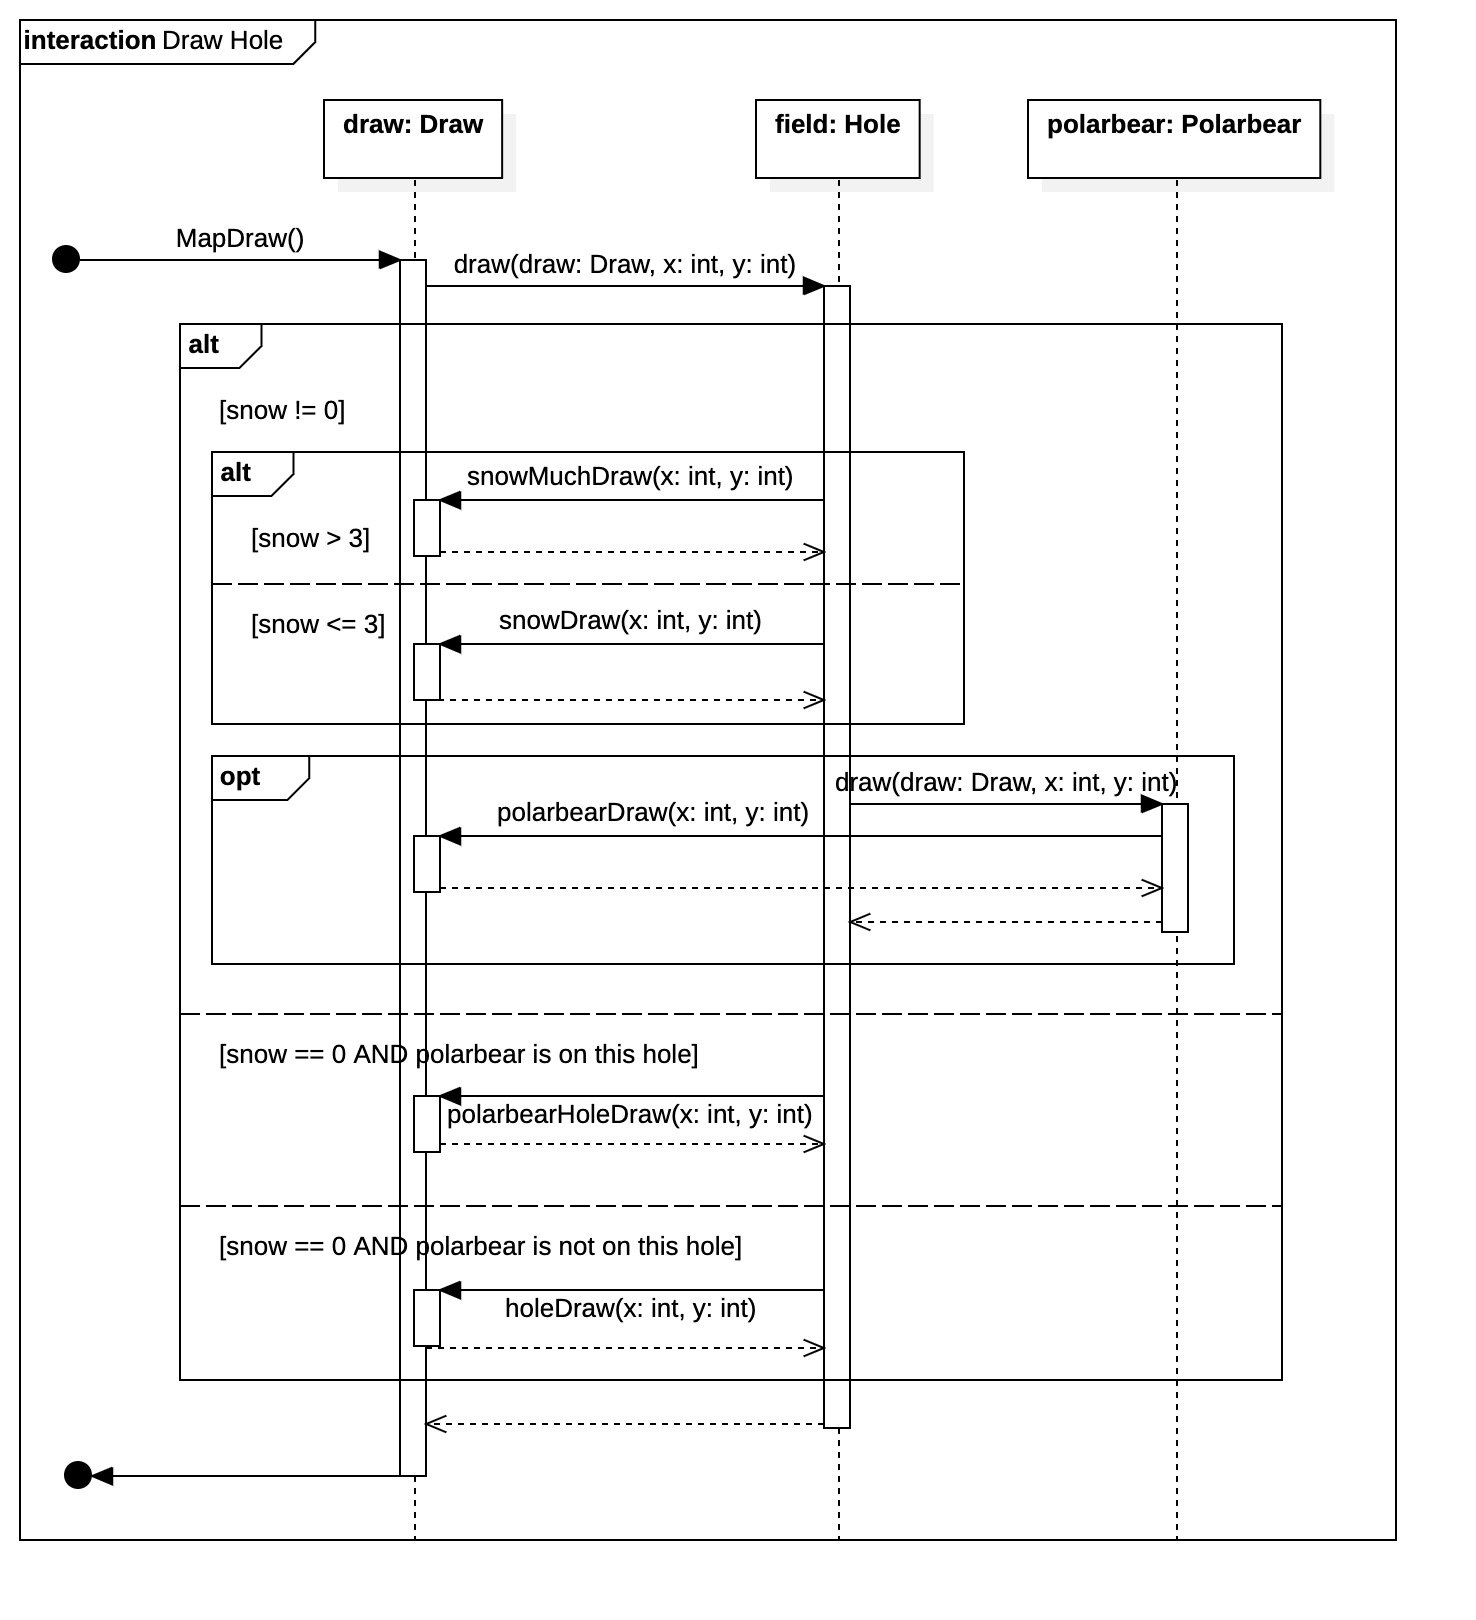 interaction Draw Hole
draw: Draw
field: Hole
polarbear: Polarbear
MapDraw()
draw(draw: Draw, x: int, y: int)
alt
[snow != 0]
alt
snowMuchDraw(x: int, y: int)
[snow > 3]
snowDraw(x: int, y: int)
[snow <= 3]
opt
draw(draw: Draw, x: int, y: int)
polarbearDraw(x: int, y: int)
[snow == 0 AND polarbear is on this hole]
polarbearHoleDraw(x: int, y: int)
[snow == 0 AND polarbear is not on this hole]
holeDraw(x: int, y: int)